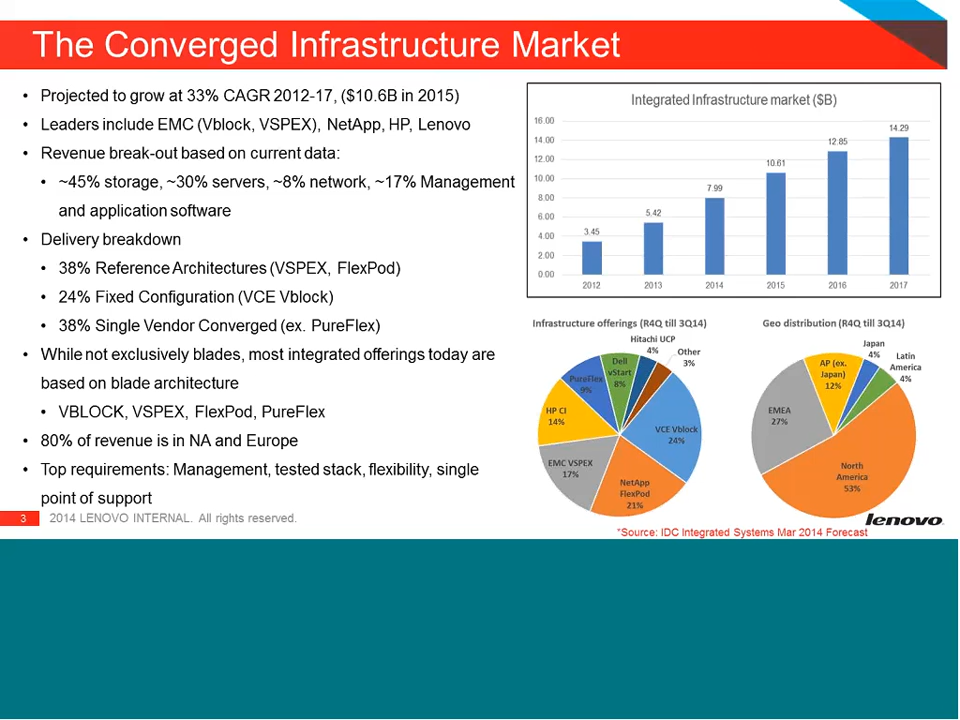 The Converged Infrastructure Market
• Projected to grow at 33% CAGR 2012-17, ($10.6B in 2015)
• Leaders include EMC (Vblock, VSPEX), NetApp, HP, Lenovo
• Revenue break-out based on current data:
• ~45% storage, ~30% servers, ~8% network, ~17% Management
and application software
• Delivery breakdown
• 38% Reference Architectures (VSPEX, FlexPod)
• 24% Fixed Configuration (VCE Vblock)
• 38% Single Vendor Converged (ex. PureFlex)
• While not exclusively blades, most integrated offerings today are
based on blade architecture
• VBLOCK, VSPEX, FlexPod, PureFlex
• 80% of revenue is in NA and Europe
• Top requirements: Management, tested stack, flexibility, single
point of support
Integrated Infrastructure market ($B)
16.00
14.00
12.00
10.00
8.00
6.00
4.00
2.00
0.00
3.45
5.42
7.99
10.61
12.85
14.29
2012 2013 2014 2015 2016 2017
Infrastructure offerings (R4Q till 3Q14)
Hitachi UCP
4%
Other
3%
Dell
vStart
8%
PureFlex
9%
HP CI
14%
VCE Vblock
24%
EMC VSPEX
17%
NetApp
FlexPod
21%
Geo distribution (R4Q till 3Q14)
Japan
4%
Latin
America
4%
AP (ex.
Japan)
12%
EMEA
27%
North
America
53%
3
2014 LENOVO INTERNAL. All rights reserved.
lenovo
*Source: IDC Integrated Systems Mar 2014 Forecast